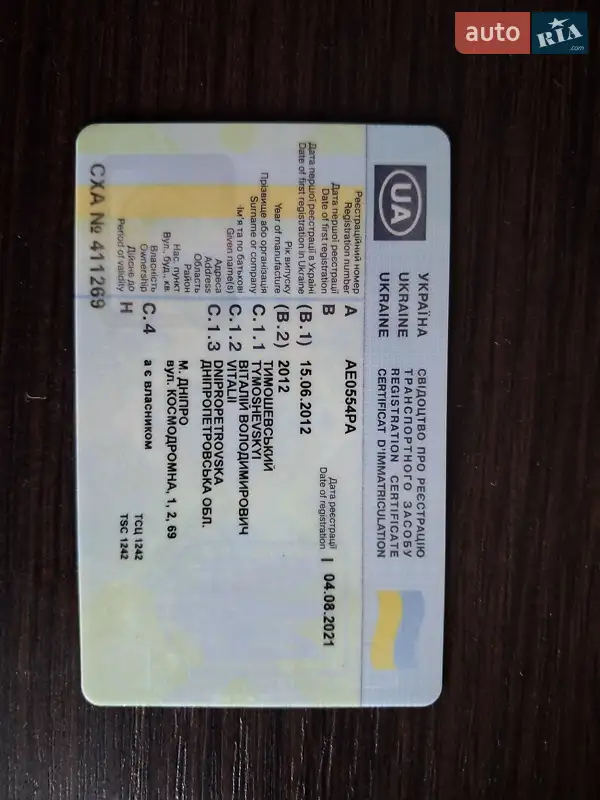 auto RIA.com
UA
УКРАЇНА
UKRAINE
UKRAINE
СВІДОЦТВО ПРО РЕЄСТРАЦІЮ
ТРАНСПОРТНОГО ЗАСОБУ
REGISTRATION CERTIFICATE
CERTIFICAT D'IMMATRICULATION
Реєстраційний номер
Registration number
A
AE0554PA
Дата першої реєстрації
Date of first registration
B
Дата реєстрації
Date of registration
I
04.08.2021
Дата першої реєстрації в Україні
Date of first registration in Ukraine
(B.1)
15.06.2012
Рік випуску
Year of manufacture
(B.2)
2012
Прізвище або організація
Surname or company
C.1.1
ТИМОШЕВСЬКИЙ
TYMOSHEVSKYI
Ім'я та по батькові
Given name(s)
C.1.2
ВІТАЛІЙ ВОЛОДИМИРОВИЧ
VITALII
Адреса
Address
C.1.3
DNIPROPETROVSKA
Область
ДНІПРОПЕТРОВСЬКА ОБЛ.
Район
Нас. пункт
М. ДНІПРО
Вул., буд., кв.
вул. КОСМОДРОМНА, 1, 2, 69
Власність
Ownership
C.4
а є власником
Дійсне до
Period of validity
H
ТСЦ 1242
TSC 1242
СХА № 411269